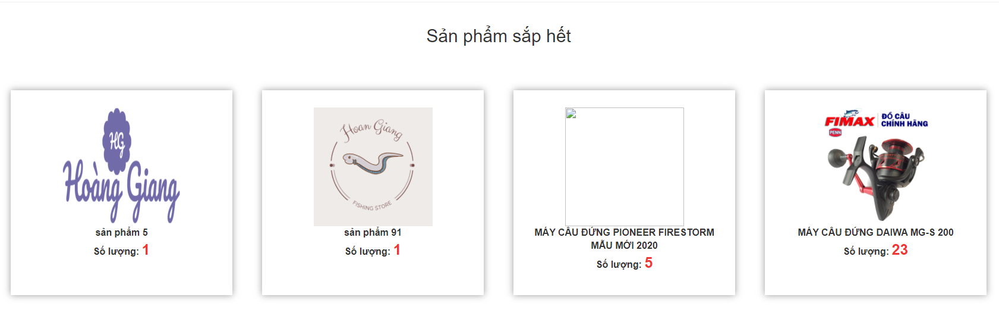 Sản phẩm sắp hết
HG
Hoàng Giang
sản phẩm 5
Số lượng: 1
Hoan Giang
FISHING STORE
sản phẩm 91
Số lượng: 1
MÁY CÂU ĐỨNG PIONEER FIRESTORM
MẪU MỚI 2020
Số lượng: 5
FIMAX ĐỒ CÂU
CHÍNH HÃNG
PENN
MÁY CÂU ĐỨNG DAIWA MG-S 200
Số lượng: 23